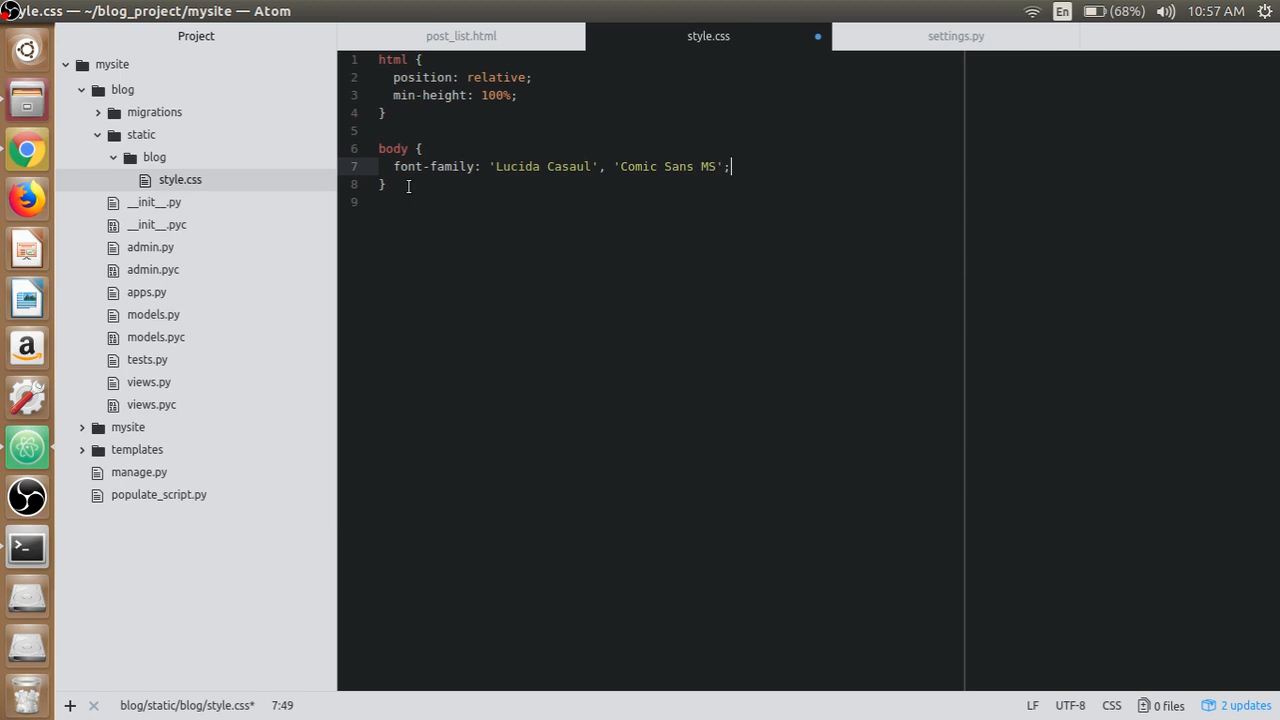 yle.css — ~/blog_project/mysite — Atom
En
(68%)
10:57 AM
Project
post_list.html
style.css
settings.py
mysite
blog
migrations
static
blog
style.css
__init__.py
__init__.pyc
admin.py
admin.pyc
apps.py
models.py
models.pyc
tests.py
views.py
views.pyc
mysite
templates
manage.py
populate_script.py
1 html {
2 position: relative;
3 min-height: 100%;
4 }
5
6 body {
7 font-family: 'Lucida Casaul', 'Comic Sans MS';
8 }
9
blog/static/blog/style.css* 7:49
LF UTF-8 CSS 0 files 2 updates